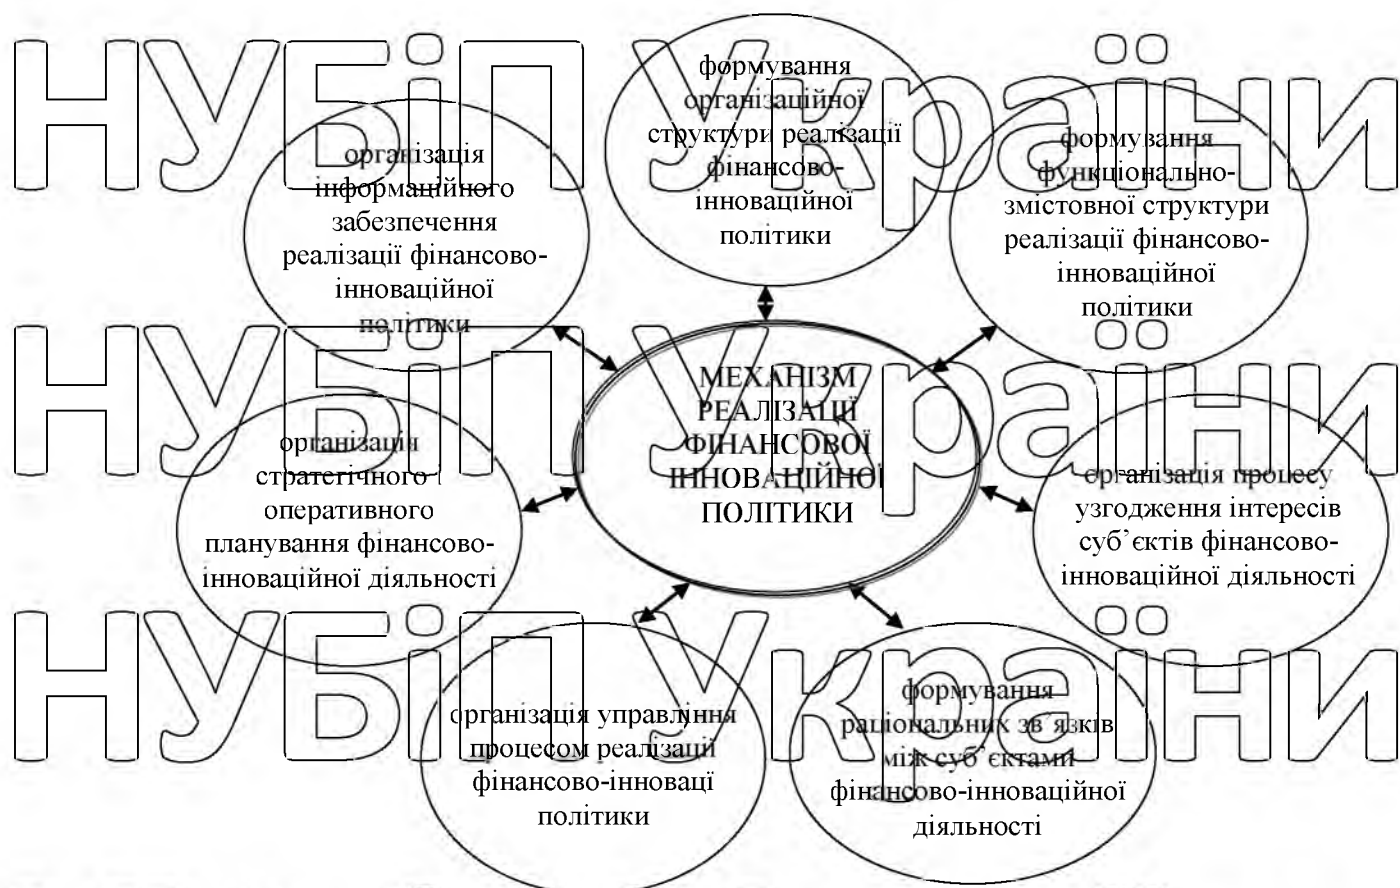 НУБіП України
формування
організаційної
структури реалізації
фінансово-
інноваційної
політики
формування
функціонально-
змістовної структури
реалізації фінансово-
інноваційної
політики
організація
інформаційного
забезпечення
реалізації фінансово-
інноваційної
політики
НУБіП України
МЕХАНІЗМ
РЕАЛІЗАЦІЇ
ФІНАНСОВОЇ
ІННОВАЦІЙНОЇ
ПОЛІТИКИ
організація
стратегічного і
оперативного
планування фінансово-
інноваційної діяльності
організація процесу
узгодження інтересів
суб’єктів фінансово-
інноваційної діяльності
НУБіП України
організація управління
процесом реалізації
фінансово-інноваці
політики
формування
раціональних зв’язків
між суб’єктами
фінансово-інноваційної
діяльності